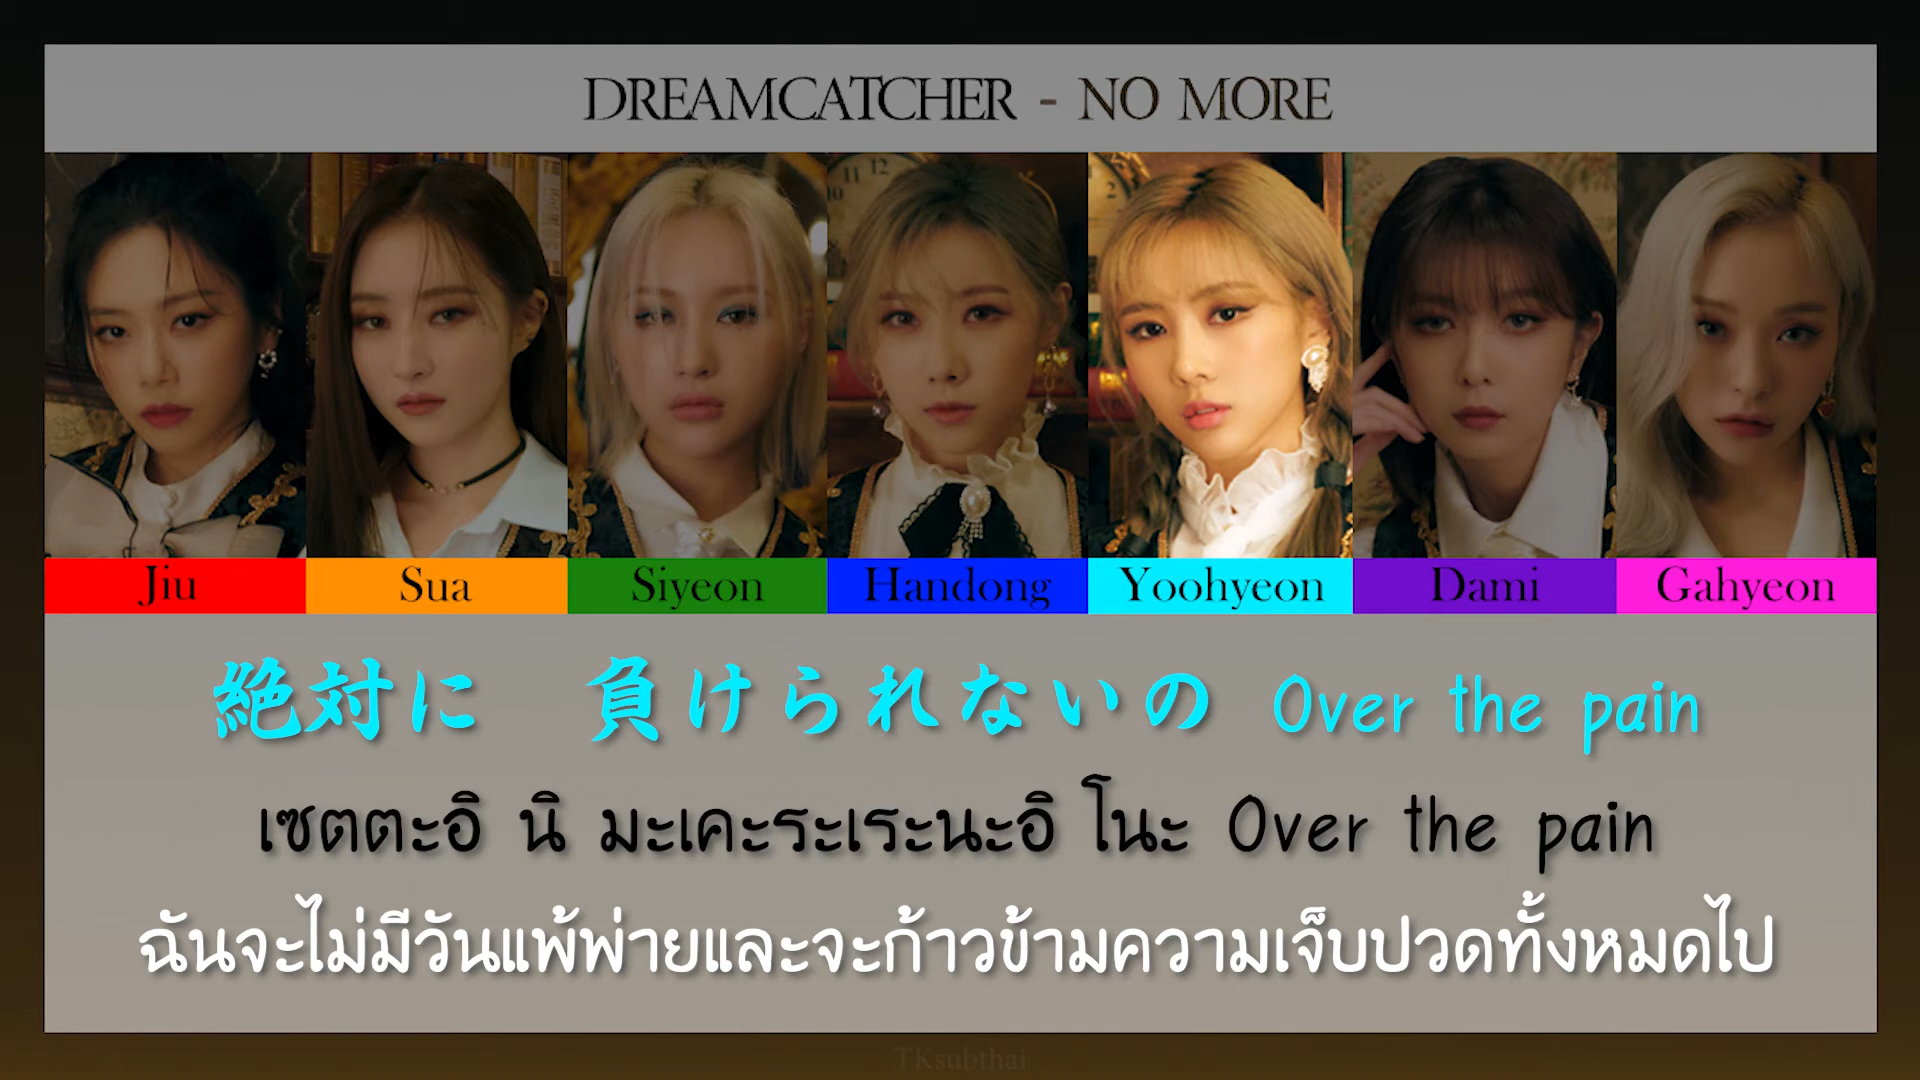 DREAMCATCHER - NO MORE
Jiu Sua Siyeon Handong Yoohyeon Dami Gahyeon
絶対に 負けられないの Over the pain
เซตตะอิ นิ มะเคะระเระนะอิ โนะ Over the pain
ฉันจะไม่มีวันแพ้พ่ายและจะก้าวข้ามความเจ็บปวดทั้งหมดไป
TKsubthai